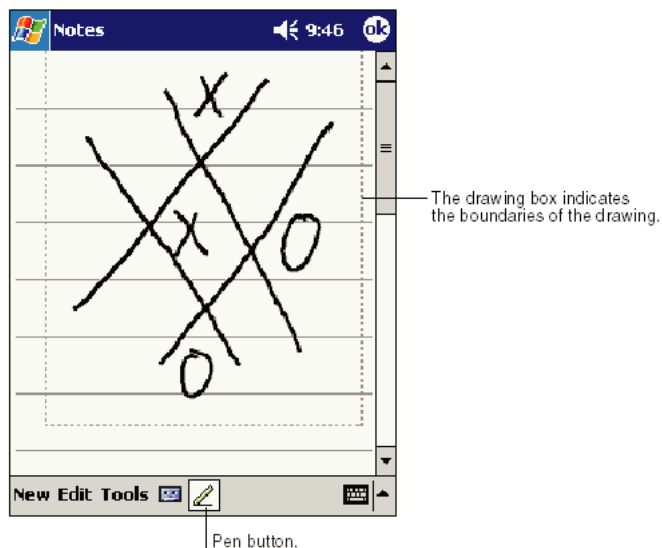 Notes 9:46 ok
X
X
O
O
The drawing box indicates
the boundaries of the drawing.
New Edit Tools
Pen button.